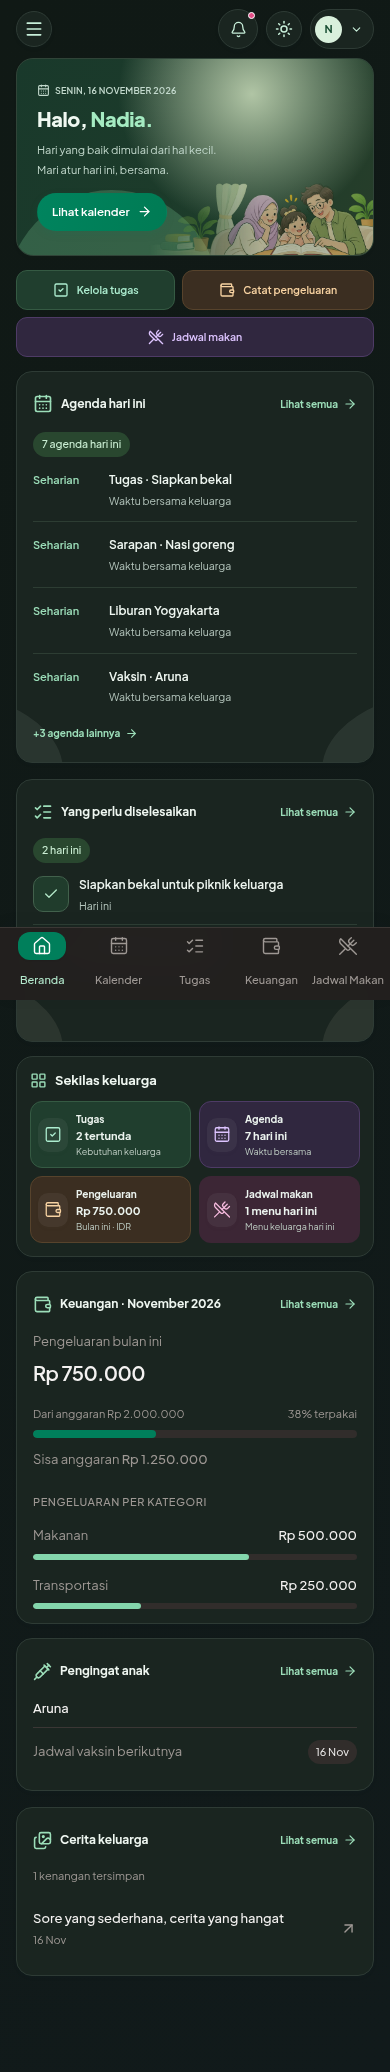 N
SENIN, 16 NOVEMBER 2026
Halo, Nadia.
Hari yang baik dimulai dari hal kecil.
Mari atur hari ini, bersama.
Lihat kalender
Kelola tugas
Catat pengeluaran
Jadwal makan
Agenda hari ini
Lihat semua
7 agenda hari ini
Seharian
Tugas · Siapkan bekal
Waktu bersama keluarga
Seharian
Sarapan · Nasi goreng
Waktu bersama keluarga
Seharian
Liburan Yogyakarta
Waktu bersama keluarga
Seharian
Vaksin · Aruna
Waktu bersama keluarga
+3 agenda lainnya
Yang perlu diselesaikan
Lihat semua
2 hari ini
Siapkan bekal untuk piknik keluarga
Hari ini
Beranda
Kalender
Tugas
Keuangan
Jadwal Makan
Sekilas keluarga
Tugas
2 tertunda
Kebutuhan keluarga
Agenda
7 hari ini
Waktu bersama
Pengeluaran
Rp 750.000
Bulan ini · IDR
Jadwal makan
1 menu hari ini
Menu keluarga hari ini
Keuangan · November 2026
Lihat semua
Pengeluaran bulan ini
Rp 750.000
Dari anggaran Rp 2.000.000
38% terpakai
Sisa anggaran Rp 1.250.000
PENGELUARAN PER KATEGORI
Makanan
Rp 500.000
Transportasi
Rp 250.000
Pengingat anak
Lihat semua
Aruna
Jadwal vaksin berikutnya
16 Nov
Cerita keluarga
Lihat semua
1 kenangan tersimpan
Sore yang sederhana, cerita yang hangat
16 Nov